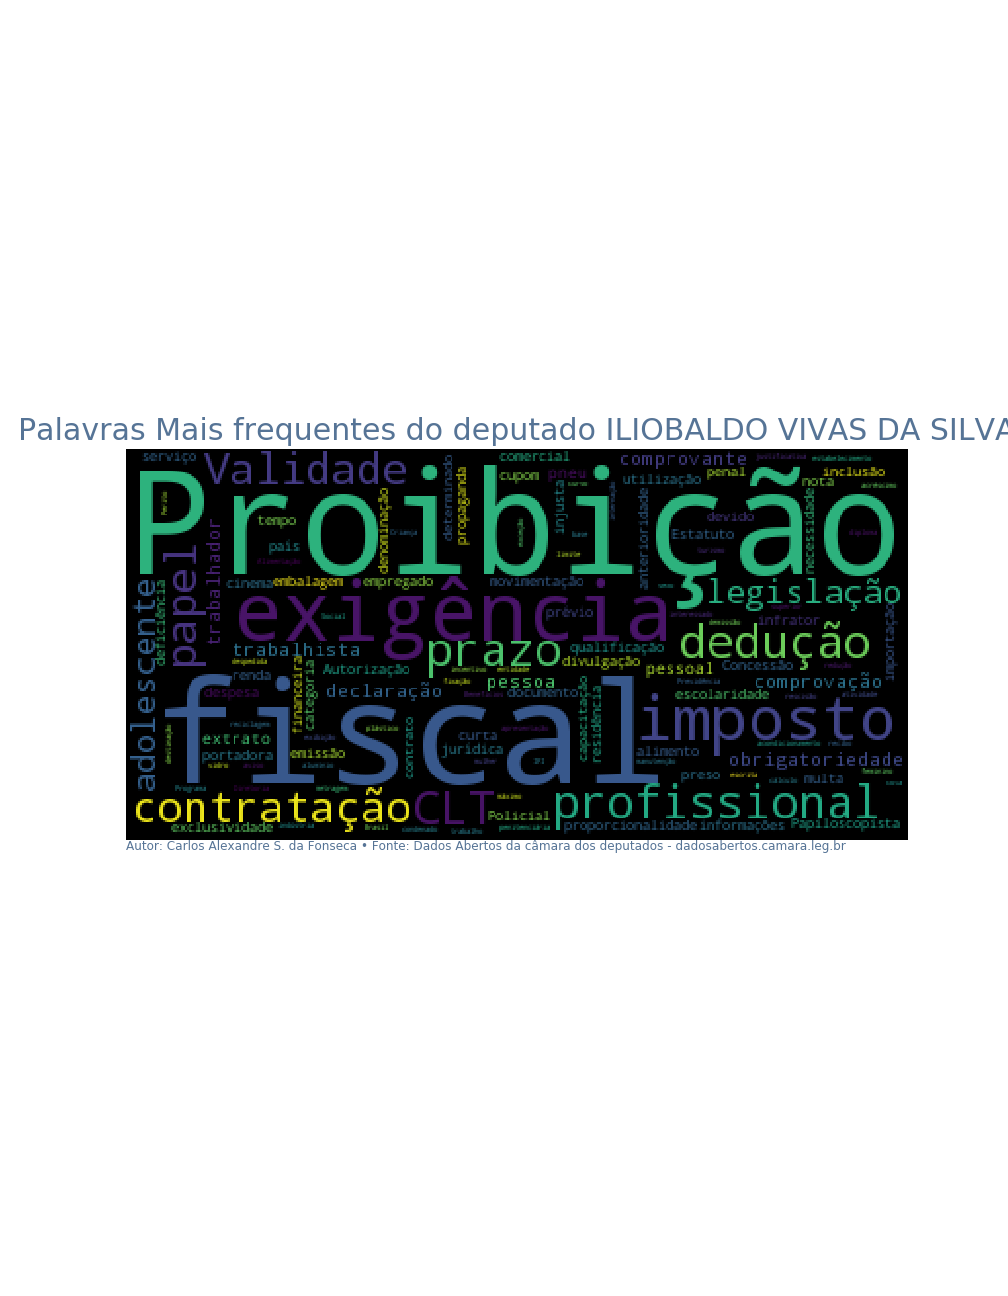 Palavras Mais frequentes do deputado ILIOBALDO VIVAS DA SILVA
serviço
Validade
comercial
comprovante
cupom
pneu
utilização
penal
inclusão
nota
Proibição
determinado
propaganda
denominação
injusta
anterioridade
necessidade
tempo
país
devido
Estatuto
Criança
papel
trabalhador
cinema
embalagem
empregado
movimentação
legislação
exigência
adolescente
deficiência
Social
prévio
infrator
importação
trabalhista
prazo
qualificação
dedução
divulgação
Autorização
pessoal
Concessão
renda
despesa
financeira
categoria
declaração
pessoa
documento
capacitação
residência
escolaridade
comprovação
fiscal
imposto
extrato
portadora
emissão
contrato
curta
jurídica
alimento
obrigatoriedade
preso
multa
contratação
CLT
profissional
Policial
exclusividade
proporcionalidade
informações
Papiloscopista
Autor: Carlos Alexandre S. da Fonseca • Fonte: Dados Abertos da câmara dos deputados - dadosabertos.camara.leg.br